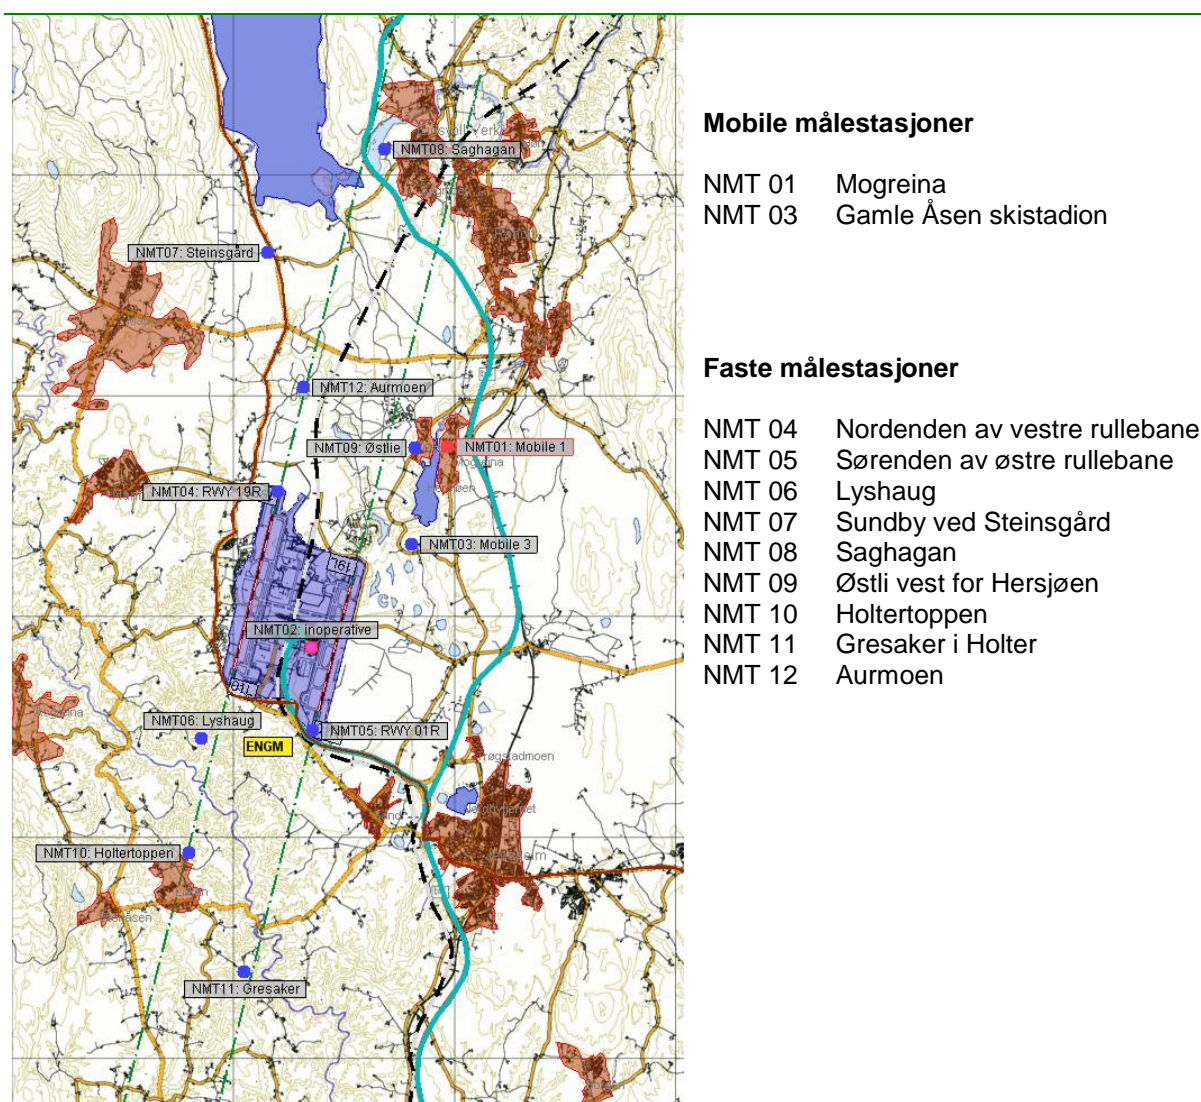 NMT08: Saghagan
NMT07: Steinsgård
NMT12: Aurmoen
NMT09: Østlie
NMT01: Mobile 1
Mogreina
NMT04: RWY 19R
NMT03: Mobile 3
19L
NMT02: inoperative
NMT06: Lyshaug
NMT05: RWY 01R
ENGM
NMT10: Holtertoppen
NMT11: Gresaker
Mobile målestasjoner
NMT 01 Mogreina
NMT 03 Gamle Åsen skistadion
Faste målestasjoner
NMT 04 Nordenden av vestre rullebane
NMT 05 Sørenden av østre rullebane
NMT 06 Lyshaug
NMT 07 Sundby ved Steinsgård
NMT 08 Saghagan
NMT 09 Østli vest for Hersjøen
NMT 10 Holtertoppen
NMT 11 Gresaker i Holter
NMT 12 Aurmoen